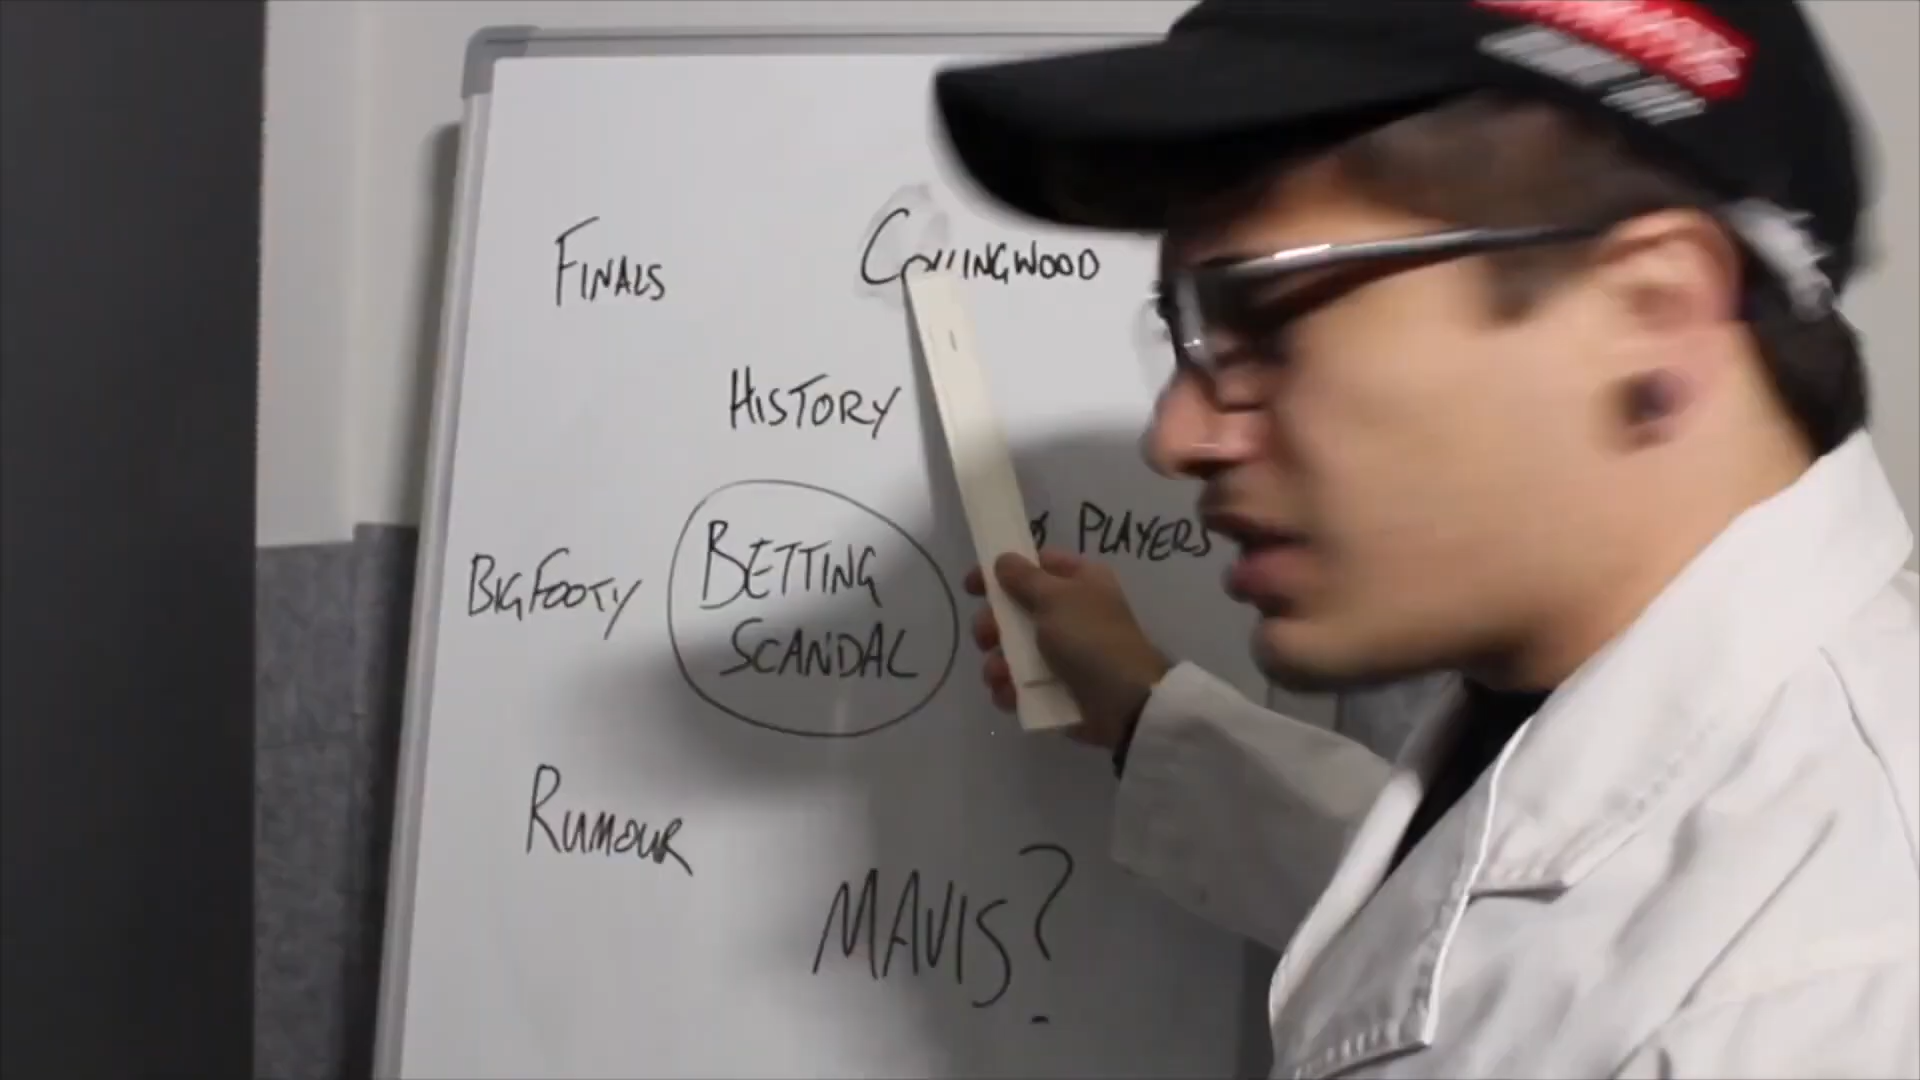 FINALS
COLLINGWOOD
HISTORY
PLAYERS
BIGFOOTY
BETTING
SCANDAL
RUMOUR
MAVIS?